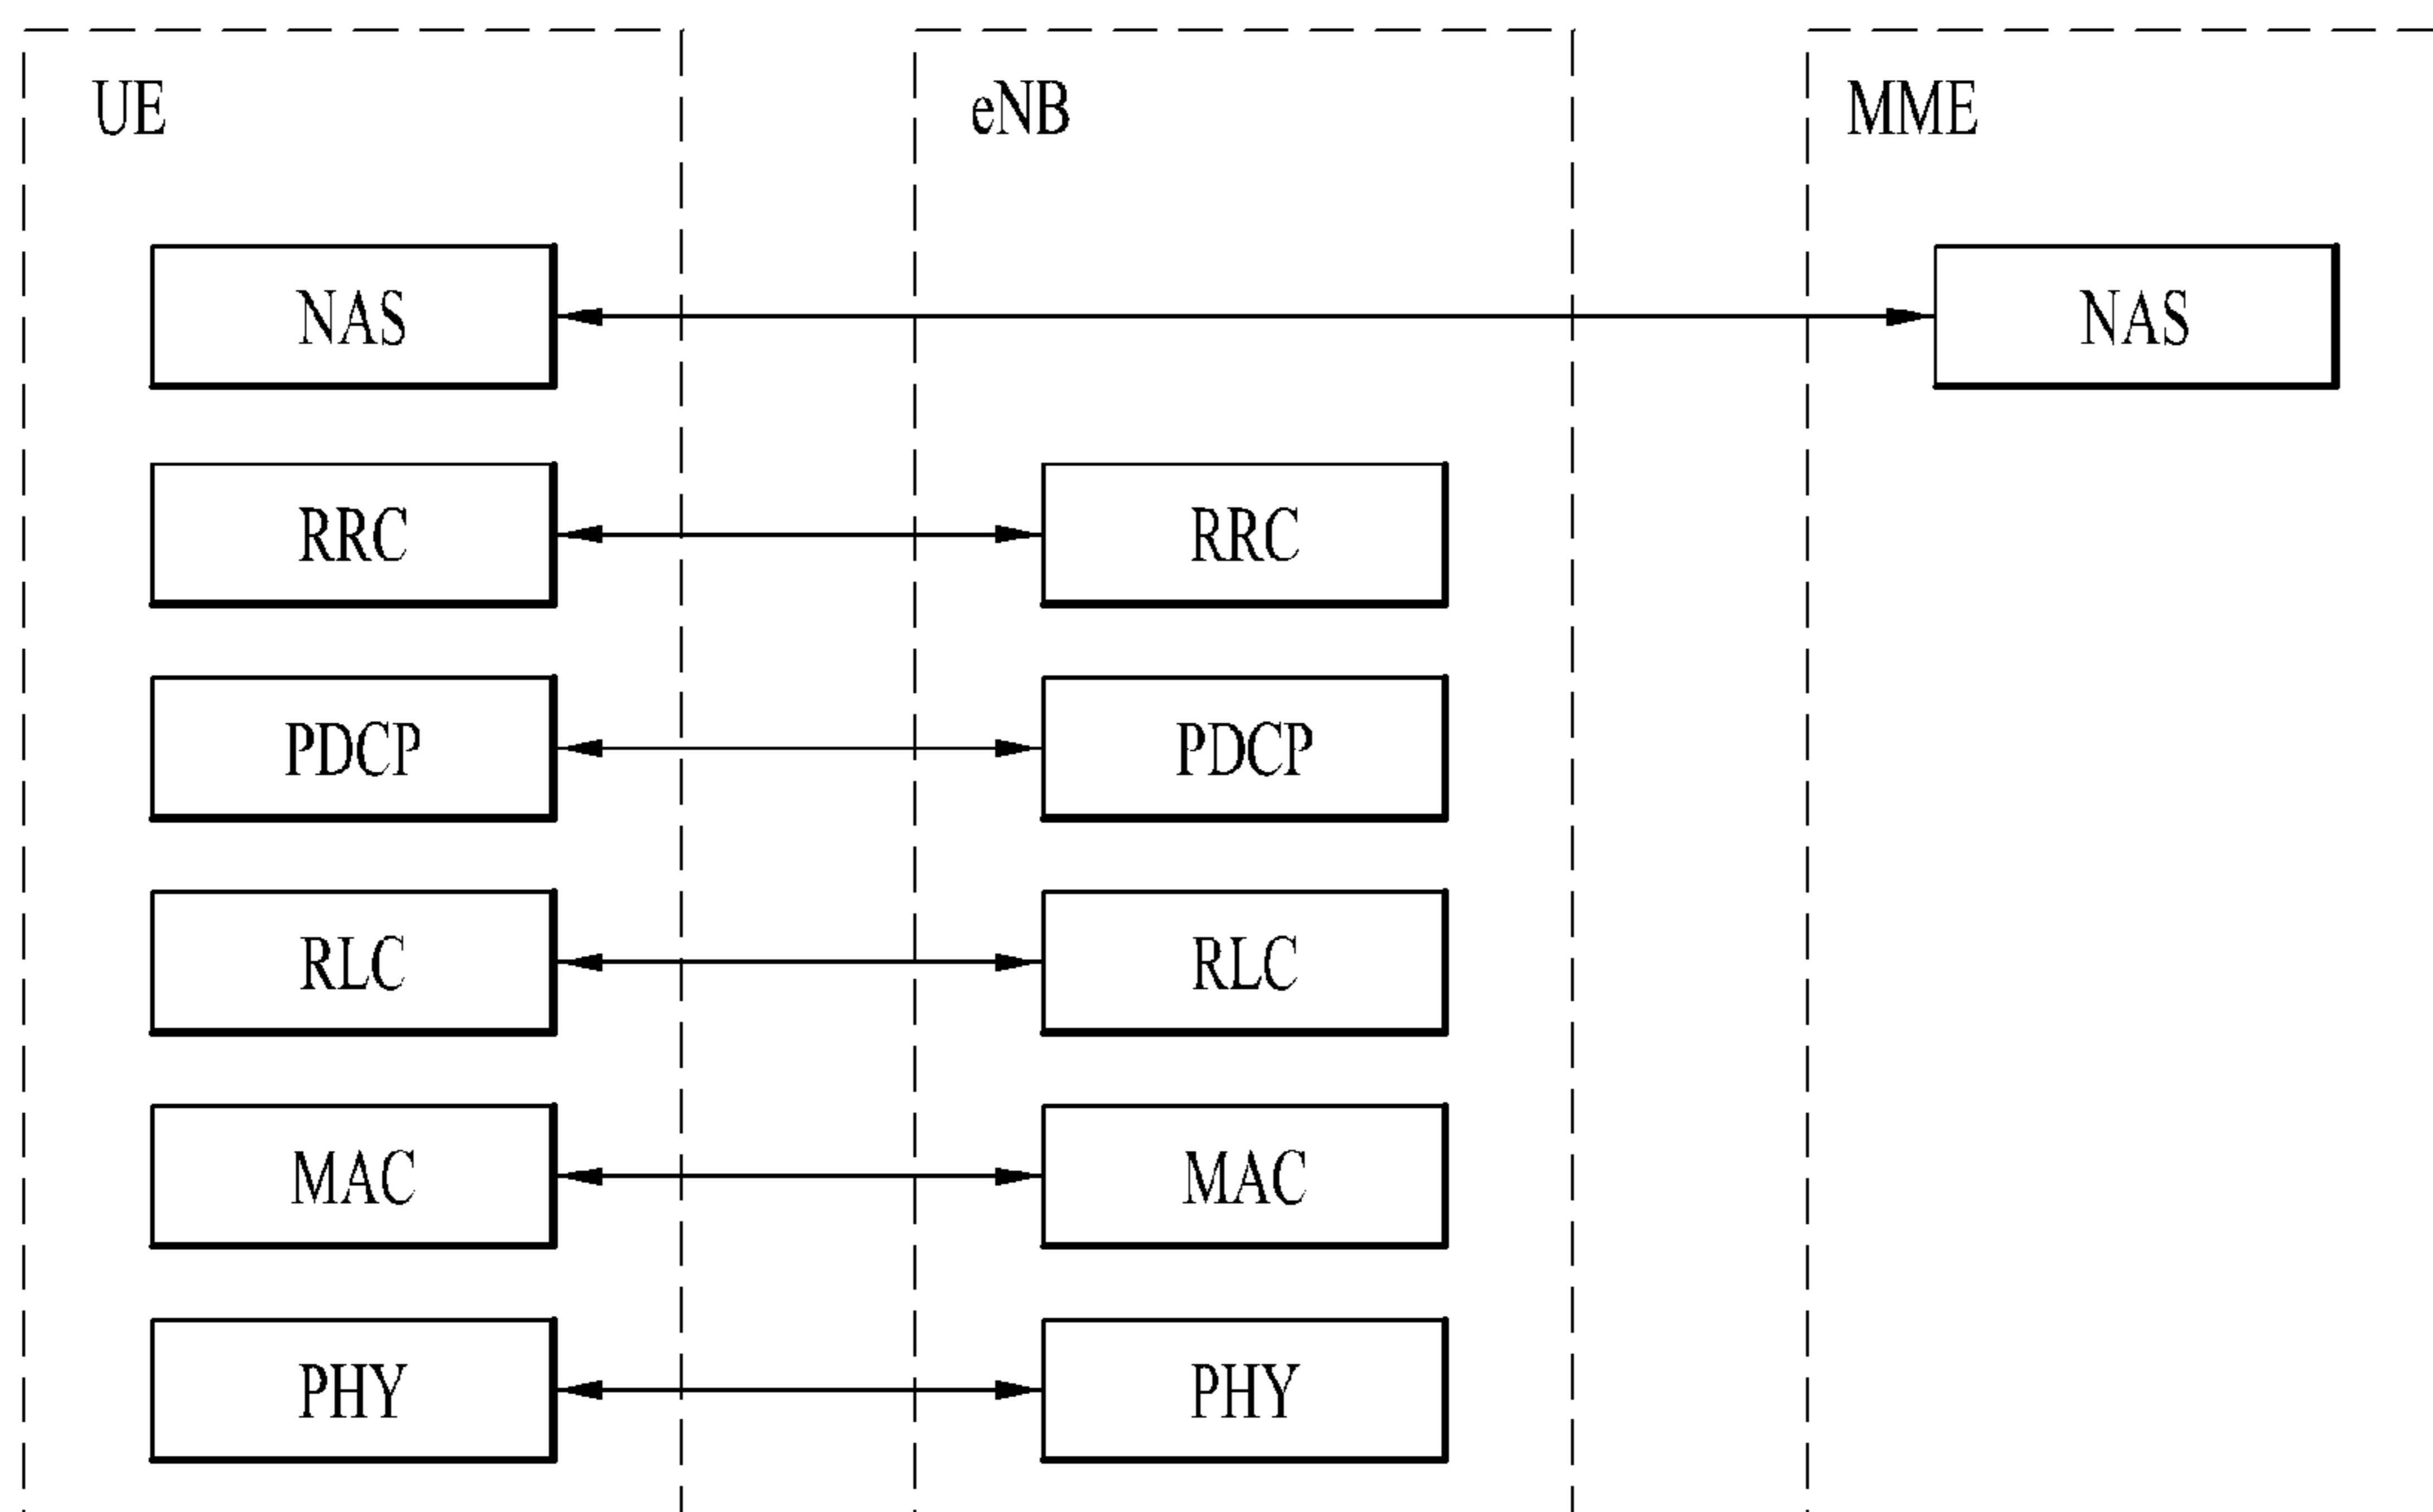 UE eNB MME
NAS NAS
RRC RRC
PDCP PDCP
RLC RLC
MAC MAC
PHY PHY